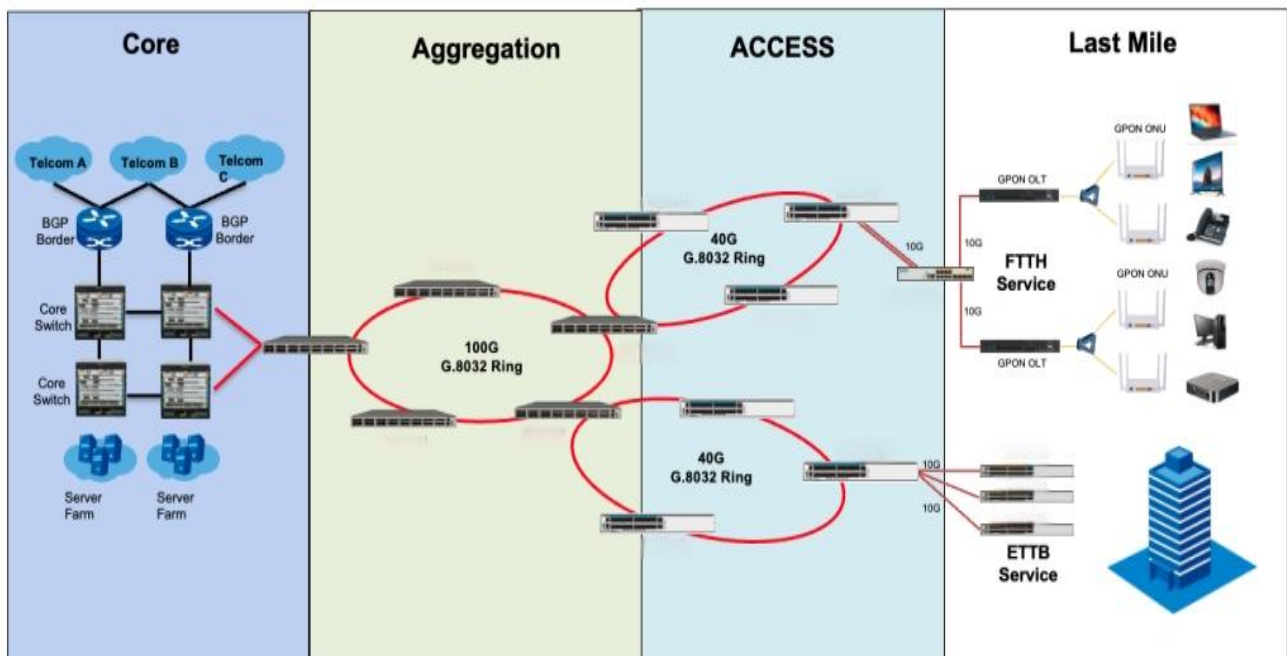 Core
Aggregation
ACCESS
Last Mile
Telcom A
Telcom B
Telcom
C
BGP
Border
BGP
Border
Core
Switch
Core
Switch
Server
Farm
Server
Farm
100G
G.8032 Ring
40G
G.8032 Ring
40G
G.8032 Ring
10G
10G
10G
GPON OLT
GPON ONU
FTTH
Service
GPON ONU
GPON OLT
10G
10G
ETTB
Service